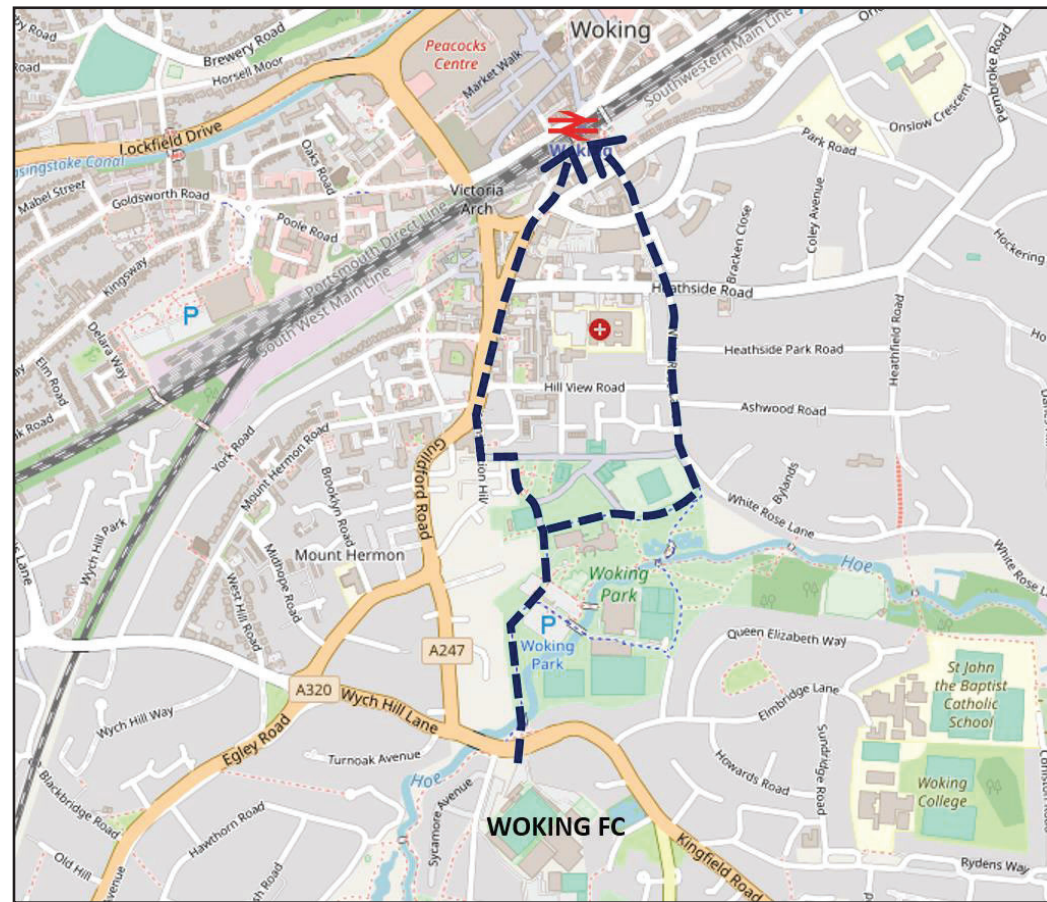 Woking
Brewery Road
Horsell Moor
Peacocks
Centre
Market Walk
Southwestern Main Line
Pembroke Road
Onslow Crescent
Park Road
Lockfield Drive
Oaks Road
Mabel Street
Goldsworth Road
Woking
Victoria
Arch
Poole Road
Portsmouth Direct Line
South West Main Line
Kingsway
Bracken Close
Coley Avenue
Hockering
Heathside Road
P
Delara Way
Elm Road
Heathfield Road
Heathside Park Road
Hill View Road
Ashwood Road
York Road
Mount Hermon Road
Brooklyn Road
Guildford Road
Bylands
White Rose Lane
Wych Hill Park
Mount Hermon
Midhope Road
West Hill Road
Woking
Park
Hoe
P
Woking
Park
A247
Queen Elizabeth Way
Elmbridge Lane
St John
the Baptist
Catholic
School
A320
Wych Hill Lane
Wych Hill Way
Egley Road
Turnoak Avenue
Hoe
Howards Road
Sundridge Road
Woking
College
Blackbridge Road
Hawthorn Road
Sycamore Avenue
WOKING FC
Kingfield Road
Old Hill
Rydens Way